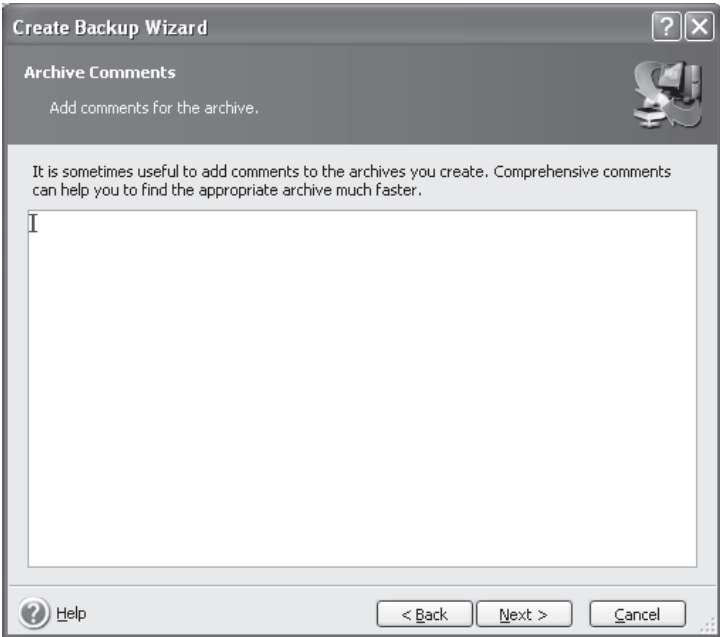 Create Backup Wizard
Archive Comments
Add comments for the archive.
It is sometimes useful to add comments to the archives you create. Comprehensive comments
can help you to find the appropriate archive much faster.
Help
< Back
Next >
Cancel